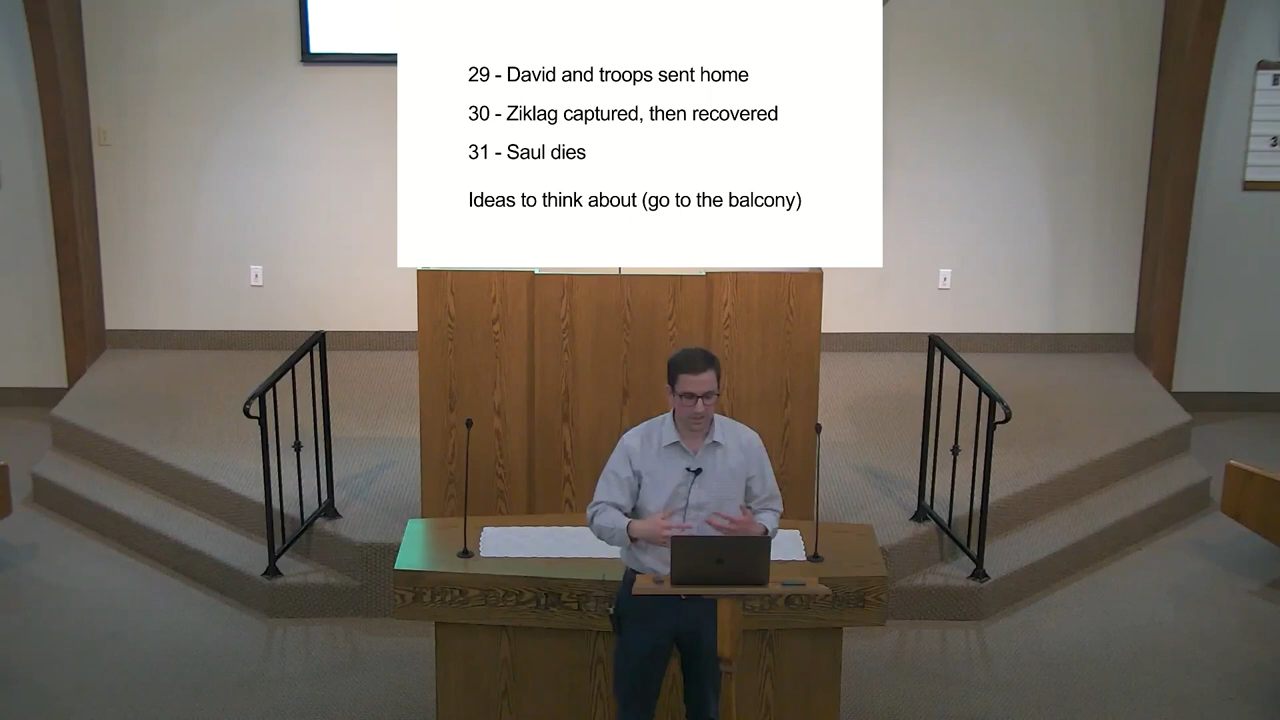 29 - David and troops sent home
30 - Ziklag captured, then recovered
31 - Saul dies
Ideas to think about (go to the balcony)